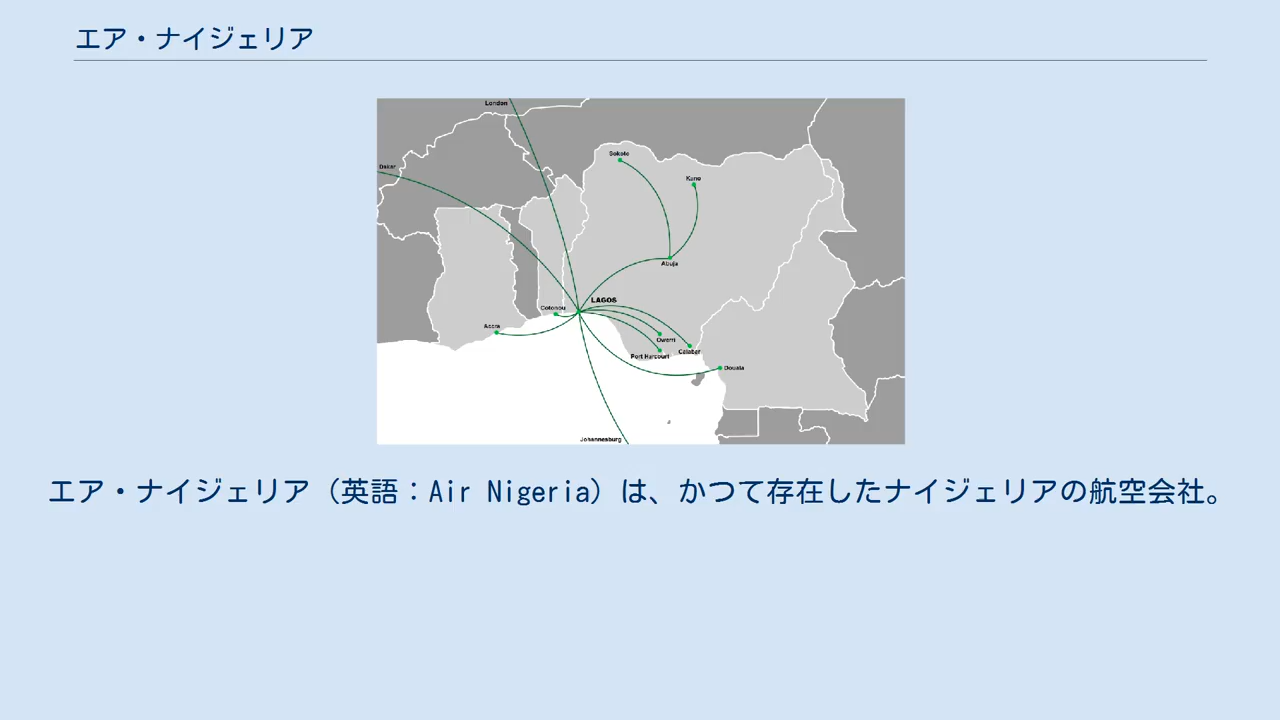 エア・ナイジェリア
London
Dakar
Sokoto
Kano
Abuja
LAGOS
Cotonou
Accra
Owerri
Calabar
Port Harcourt
Douala
Johannesburg
エア・ナイジェリア（英語：Air Nigeria）は、かつて存在したナイジェリアの航空会社。